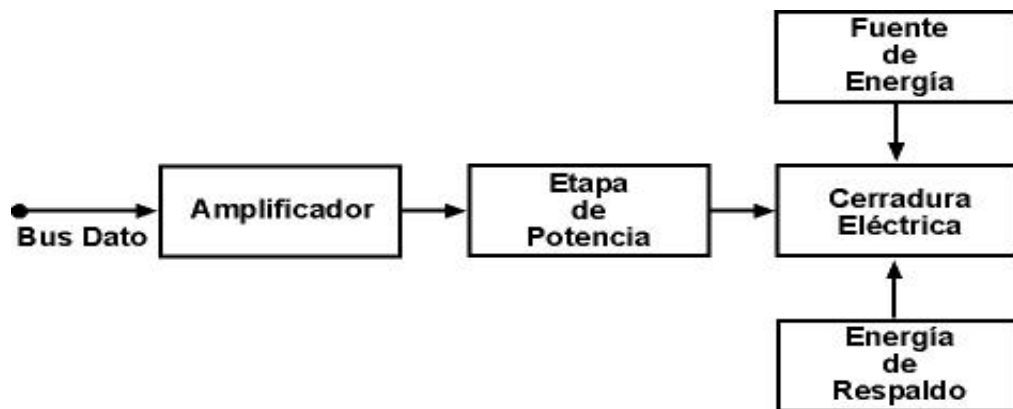 Fuente
de
Energía
Bus Dato
Amplificador
Etapa
de
Potencia
Cerradura
Eléctrica
Energía
de
Respaldo